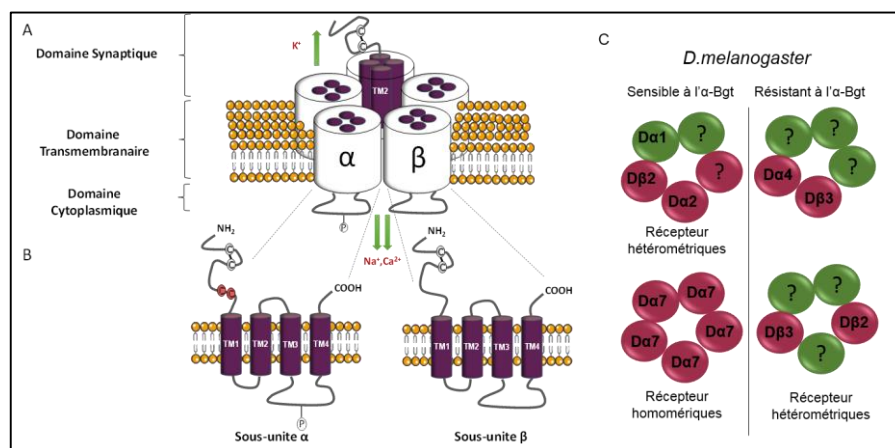 A
Domaine Synaptique
K⁺
C
C
TM2
Domaine
Transmembranaire
α
β
Domaine
Cytoplasmique
P
Na⁺,Ca²⁺
B
NH₂
C
C
C
C
COOH
TM1
TM2
TM3
TM4
P
Sous-unite α
NH₂
C
C
COOH
TM1
TM2
TM3
TM4
Sous-unite β
C
D.melanogaster
Sensible à l'α-Bgt
Résistant à l'α-Bgt
Dα1
?
Dβ2
?
Dα2
Récepteur
hétérométriques
?
?
Dα4
?
Dβ3
Dα7
Dα7
Dα7
Dα7
Dα7
Récepteur
homomériques
?
?
Dβ3
Dβ2
?
Récepteur
hétérométriques